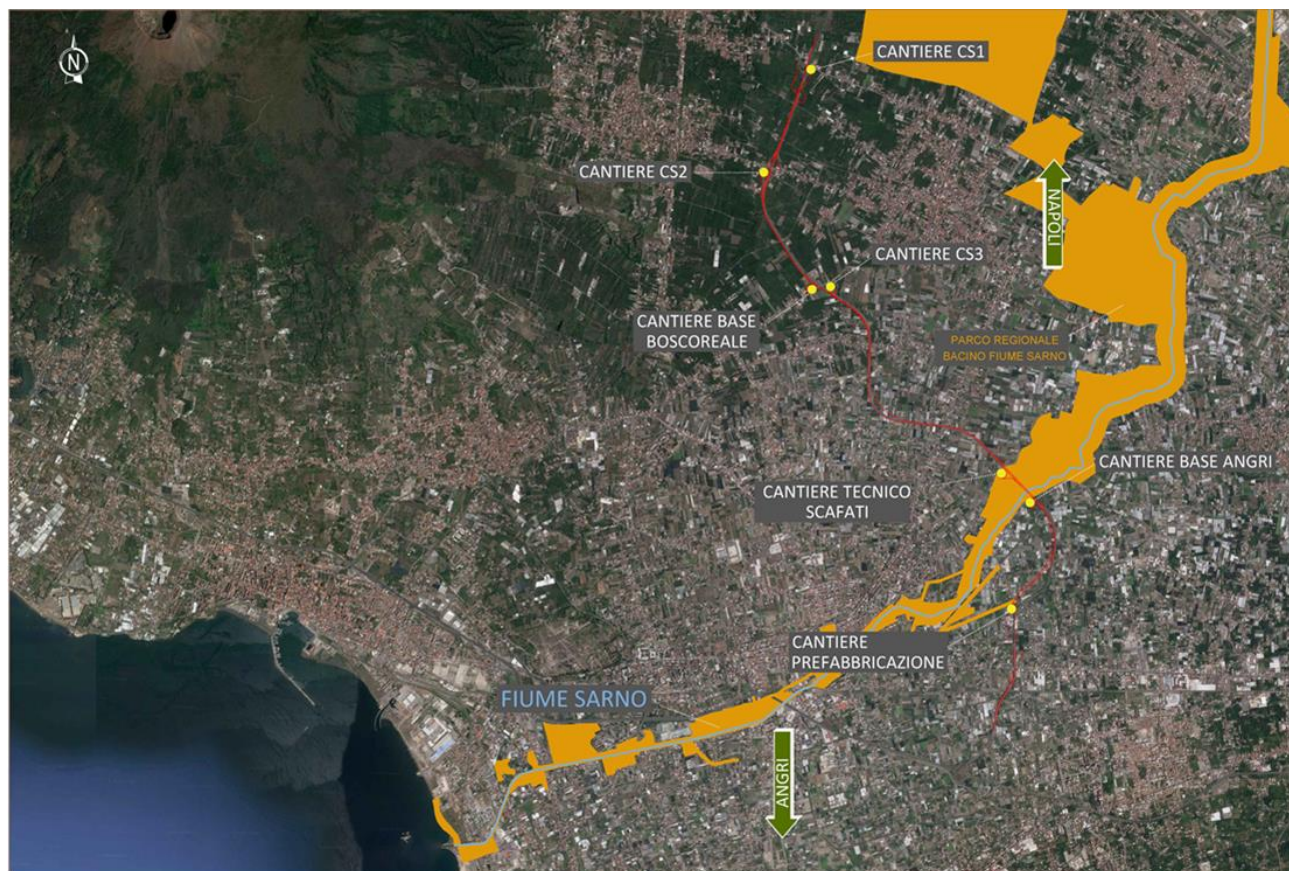 N
CANTIERE CS1
CANTIERE CS2
NAPOLI
CANTIERE CS3
CANTIERE BASE
BOSCOREALE
PARCO REGIONALE
BACINO FIUME SARNO
CANTIERE BASE ANGRI
CANTIERE TECNICO
SCAFATI
CANTIERE
PREFABBRICAZIONE
FIUME SARNO
ANGRI